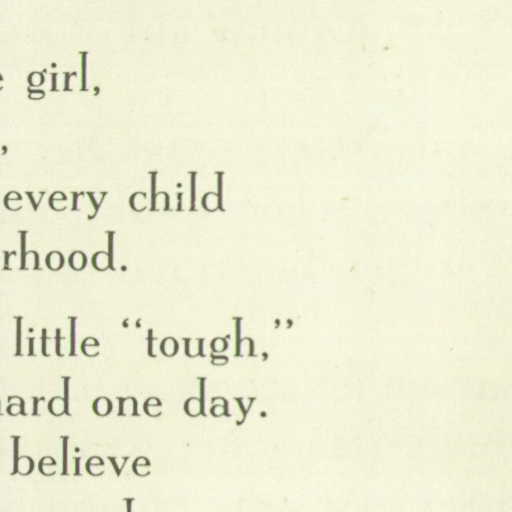 girl,
,
every child
rhood.
little “tough,”
ard one day.
believe